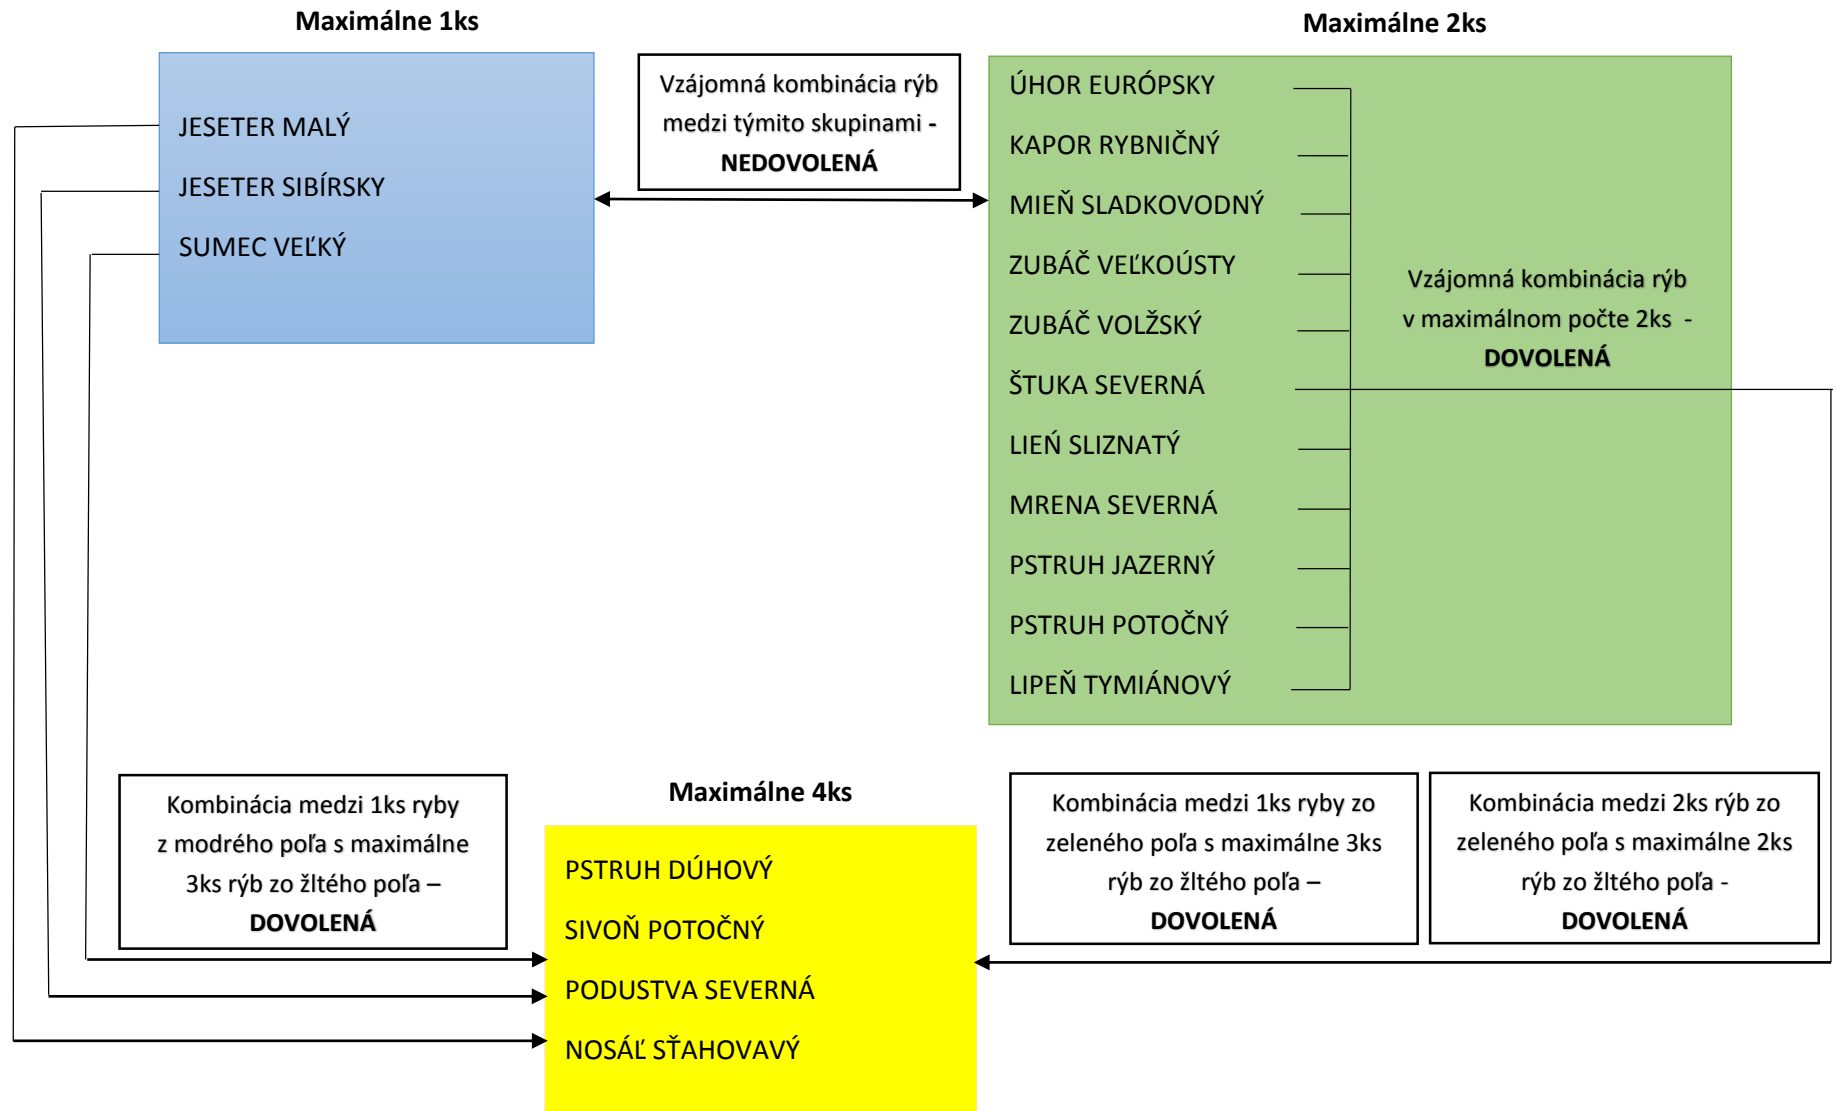 Maximálne 1ks
Maximálne 2ks
JESETER MALÝ
JESETER SIBÍRSKY
SUMEC VEĽKÝ
Vzájomná kombinácia rýb
medzi týmito skupinami -
NEDOVOLENÁ
ÚHOR EURÓPSKY
KAPOR RYBNIČNÝ
MIEŇ SLADKOVODNÝ
ZUBÁČ VEĽKOÚSTY
ZUBÁČ VOLŽSKÝ
ŠTUKA SEVERNÁ
LIEŃ SLIZNATÝ
MRENA SEVERNÁ
PSTRUH JAZERNÝ
PSTRUH POTOČNÝ
LIPEŇ TYMIÁNOVÝ
Vzájomná kombinácia rýb
v maximálnom počte 2ks -
DOVOLENÁ
Kombinácia medzi 1ks ryby
z modrého poľa s maximálne
3ks rýb zo žltého poľa –
DOVOLENÁ
Maximálne 4ks
PSTRUH DÚHOVÝ
SIVOŇ POTOČNÝ
PODUSTVA SEVERNÁ
NOSÁĽ SŤAHOVAVÝ
Kombinácia medzi 1ks ryby zo
zeleného poľa s maximálne 3ks
rýb zo žltého poľa –
DOVOLENÁ
Kombinácia medzi 2ks rýb zo
zeleného poľa s maximálne 2ks
rýb zo žltého poľa -
DOVOLENÁ